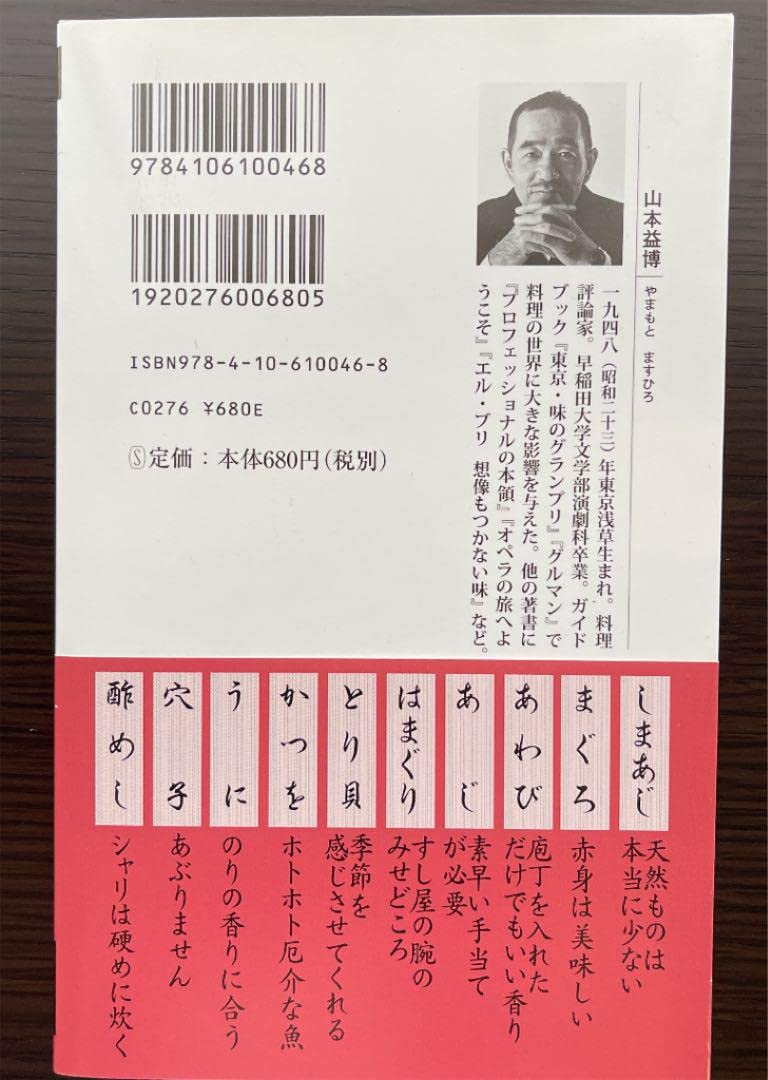 9784106100468
1920276006805
ISBN978-4-10-610046-8
C0276 ¥680E
Ⓢ定価：本体680円(税別)
山本益博 やまもと ますひろ
一九四八（昭和二十三）年東京浅草生まれ。料理
評論家。早稲田大学文学部演劇科卒業。ガイド
ブック『東京・味のグランプリ』『グルマン』で
料理の世界に大きな影響を与えた。他の著書に
『プロフェッショナルの本領』『オペラの旅へよ
うこそ』『エル・ブリ 想像もつかない味』など。
しまあじ
天然ものは
本当に少ない
まぐろ
赤身は美味しい
あわび
庖丁を入れた
だけでもいい香り
あじ
素早い手当て
が必要
はまぐり
すし屋の腕の
みせどころ
とり貝
季節を
感じさせてくれる
かつを
ホトホト厄介な魚
うに
のりの香りに合う
穴子
あぶりません
酢めし
シャリは硬めに炊く